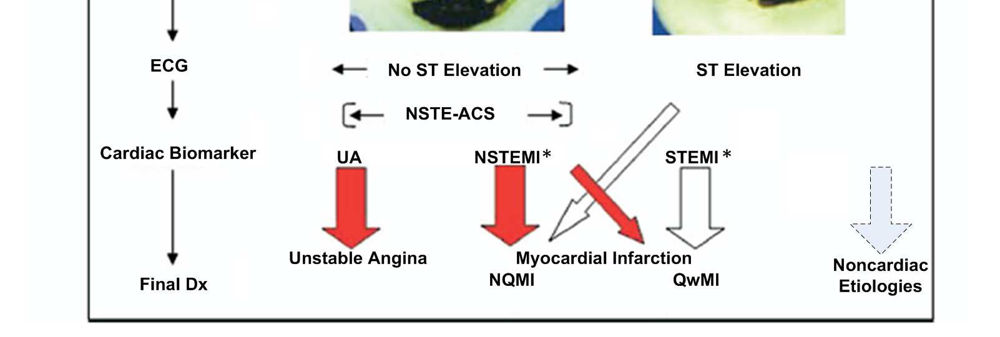 ECG
No ST Elevation
ST Elevation
NSTE-ACS
Cardiac Biomarker
UA
NSTEMI*
STEMI *
Unstable Angina
Myocardial Infarction
NQMI
QwMI
Noncardiac
Etiologies
Final Dx